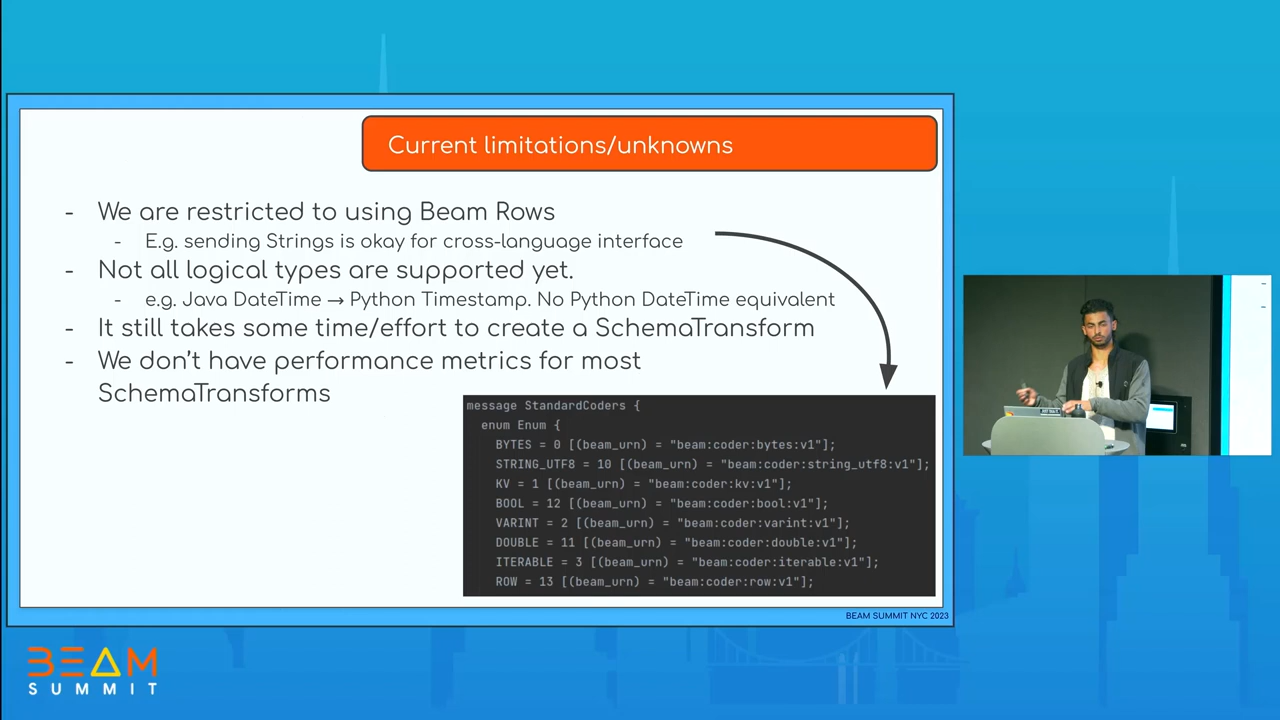 Current limitations/unknowns
- We are restricted to using Beam Rows
- E.g. sending Strings is okay for cross-language interface
- Not all logical types are supported yet.
- e.g. Java DateTime → Python Timestamp. No Python DateTime equivalent
- It still takes some time/effort to create a SchemaTransform
- We don't have performance metrics for most
SchemaTransforms
message StandardCoders {
enum Enum {
BYTES = 0 [(beam_urn) = "beam:coder:bytes:v1"];
STRING_UTF8 = 10 [(beam_urn) = "beam:coder:string_utf8:v1"];
KV = 1 [(beam_urn) = "beam:coder:kv:v1"];
BOOL = 12 [(beam_urn) = "beam:coder:bool:v1"];
VARINT = 2 [(beam_urn) = "beam:coder:varint:v1"];
DOUBLE = 11 [(beam_urn) = "beam:coder:double:v1"];
ITERABLE = 3 [(beam_urn) = "beam:coder:iterable:v1"];
ROW = 13 [(beam_urn) = "beam:coder:row:v1"];
BEAM SUMMIT NYC 2023
BEAM
SUMMIT